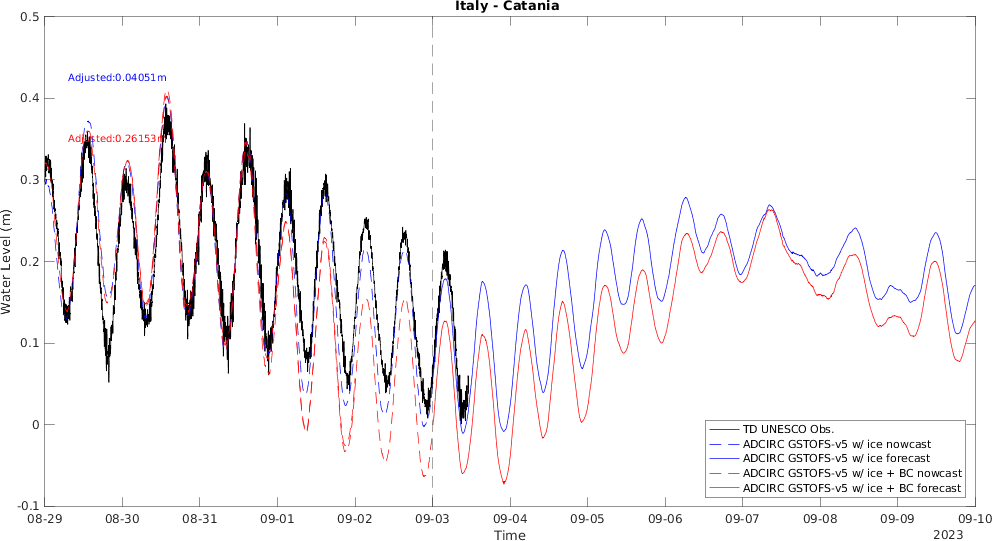 Italy - Catania
0.5
0.4
0.3
0.2
0.1
0
-0.1
Water Level (m)
Adjusted:0.04051m
Adjusted:0.26153m
TD UNESCO Obs.
ADCIRC GSTOFS-v5 w/ ice nowcast
ADCIRC GSTOFS-v5 w/ ice forecast
ADCIRC GSTOFS-v5 w/ ice + BC nowcast
ADCIRC GSTOFS-v5 w/ ice + BC forecast
08-29 08-30 08-31 09-01 09-02 09-03 09-04 09-05 09-06 09-07 09-08 09-09 09-10
Time
2023